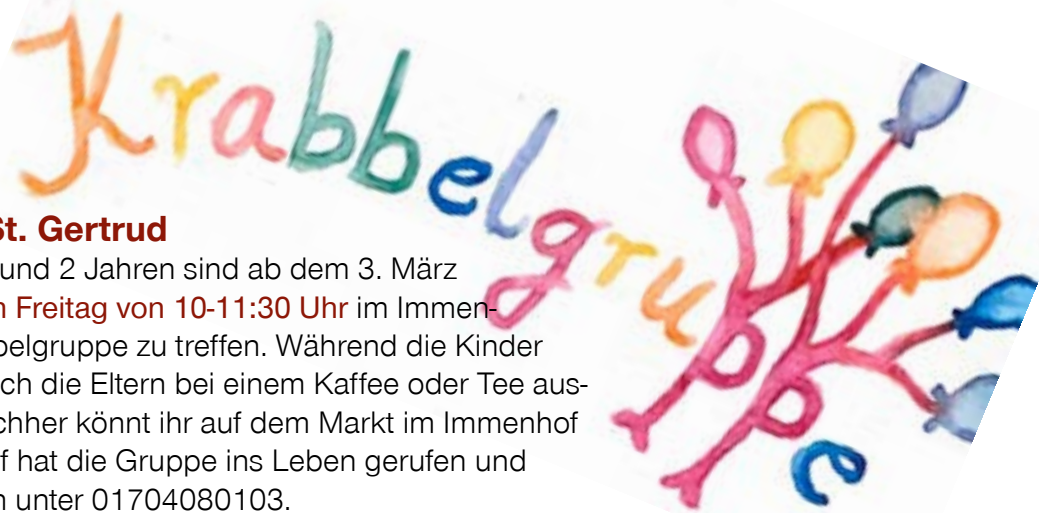 Krabbelgruppe
St. Gertrud
und 2 Jahren sind ab dem 3. März
Freitag von 10-11:30 Uhr im Immen-
belgruppe zu treffen. Während die Kinder
ch die Eltern bei einem Kaffee oder Tee aus-
chher könnt ihr auf dem Markt im Immenhof
f hat die Gruppe ins Leben gerufen und
unter 01704080103.